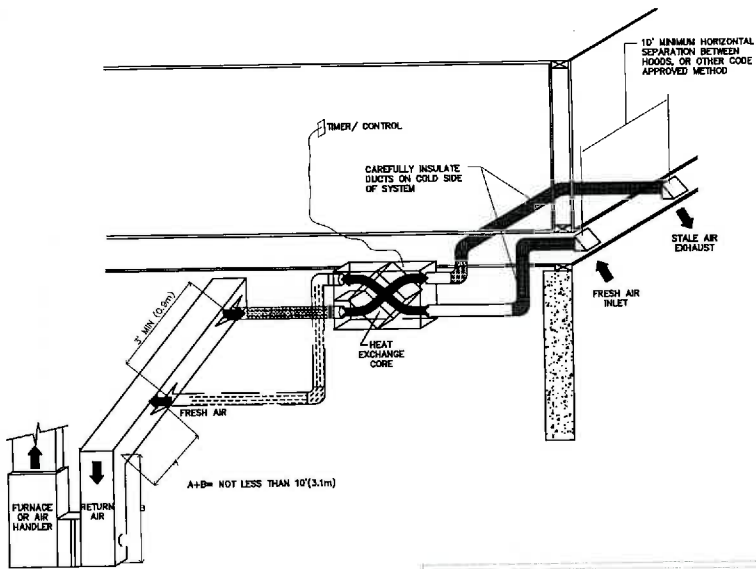 10' MINIMUM HORIZONTAL
SEPARATION BETWEEN
HOODS, OR OTHER CODE
APPROVED METHOD
TIMER/ CONTROL
CAREFULLY INSULATE
DUCTS ON COLD SIDE
OF SYSTEM
STALE AIR
EXHAUST
FRESH AIR
INLET
3' MIN (0.9m)
HEAT
EXCHANGE
CORE
FRESH AIR
A
A+B= NOT LESS THAN 10'(3.1m)
B
FURNACE
OR AIR
HANDLER
RETURN
AIR